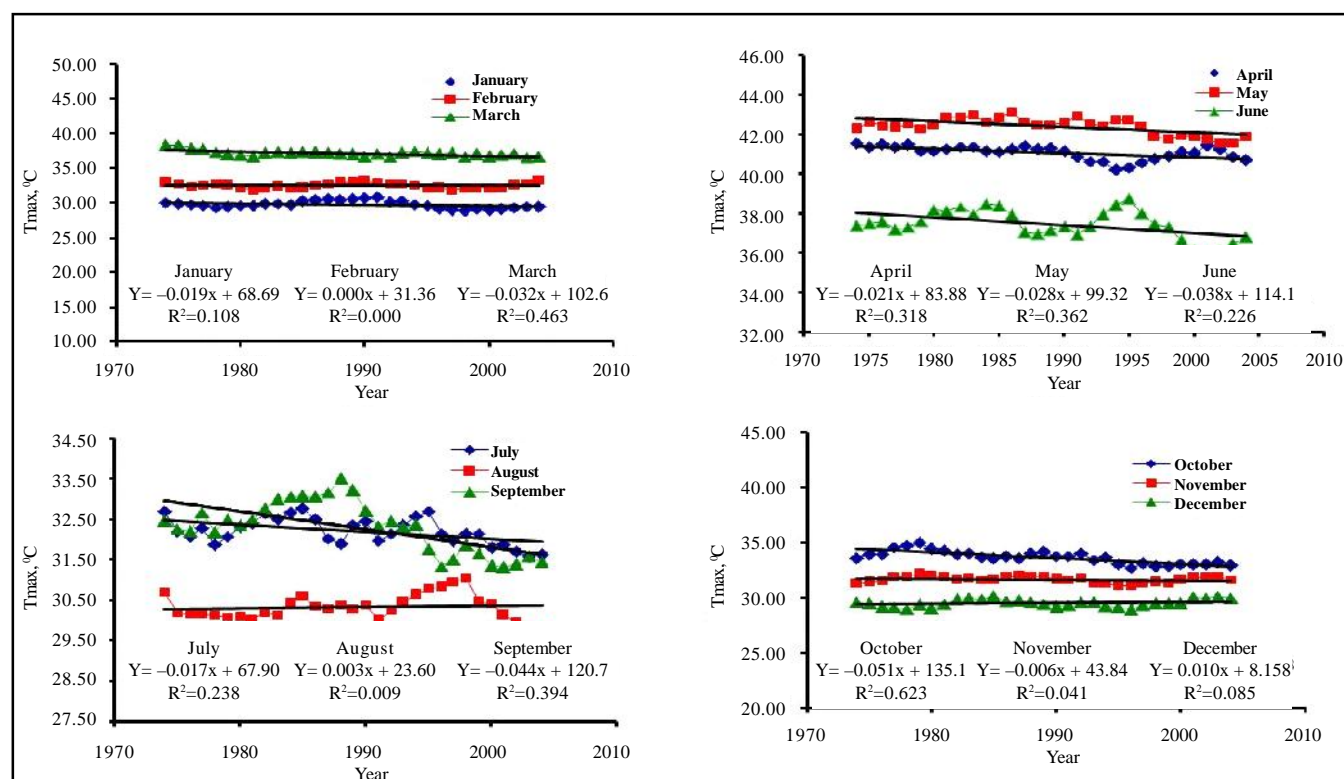 50.00
45.00
40.00
35.00
30.00
25.00
20.00
15.00
10.00
Tmax, ⁰C
January
February
March
January February March
Y= –0.019x + 68.69 Y= 0.000x + 31.36 Y= –0.032x + 102.6
R²=0.108 R²=0.000 R²=0.463
1970 1980 1990 2000 2010
Year
46.00
44.00
42.00
40.00
38.00
36.00
34.00
32.00
Tmax, ⁰C
April
May
June
April May June
Y= –0.021x + 83.88 Y= –0.028x + 99.32 Y= –0.038x + 114.1
R²=0.318 R²=0.362 R²=0.226
1970 1975 1980 1985 1990 1995 2000 2005 2010
Year
34.50
33.50
32.50
31.50
30.50
29.50
28.50
27.50
Tmax, ⁰C
July
August
September
July August September
Y= –0.017x + 67.90 Y= 0.003x + 23.60 Y= –0.044x + 120.7
R²=0.238 R²=0.009 R²=0.394
1970 1980 1990 2000 2010
Year
45.00
40.00
35.00
30.00
25.00
20.00
Tmax, ⁰C
October
November
December
October November December
Y= –0.051x + 135.1 Y= –0.006x + 43.84 Y= 0.010x + 8.158
R²=0.623 R²=0.041 R²=0.085
1970 1980 1990 2000 2010
Year